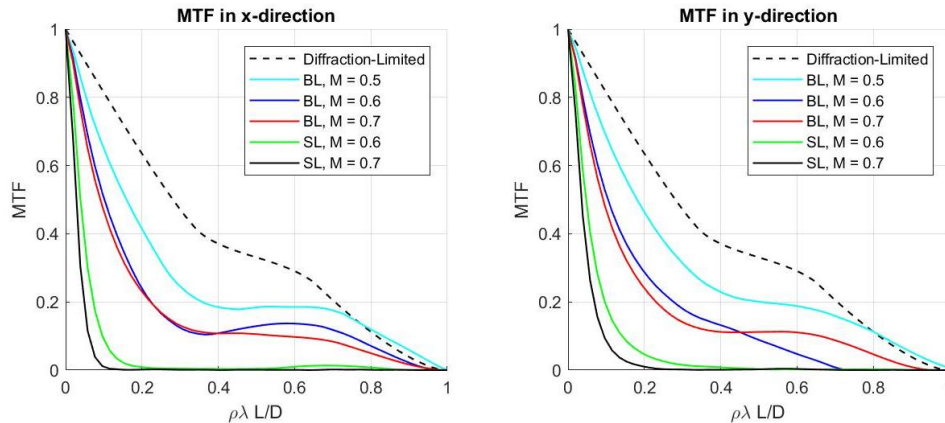 MTF in x-direction
1
0.8
0.6
0.4
0.2
0
MTF
0
0.2
0.4
0.6
0.8
1
ρλ L/D
Diffraction-Limited
BL, M = 0.5
BL, M = 0.6
BL, M = 0.7
SL, M = 0.6
SL, M = 0.7
MTF in y-direction
1
0.8
0.6
0.4
0.2
0
MTF
0
0.2
0.4
0.6
0.8
ρλ L/D
Diffraction-Limited
BL, M = 0.5
BL, M = 0.6
BL, M = 0.7
SL, M = 0.6
SL, M = 0.7